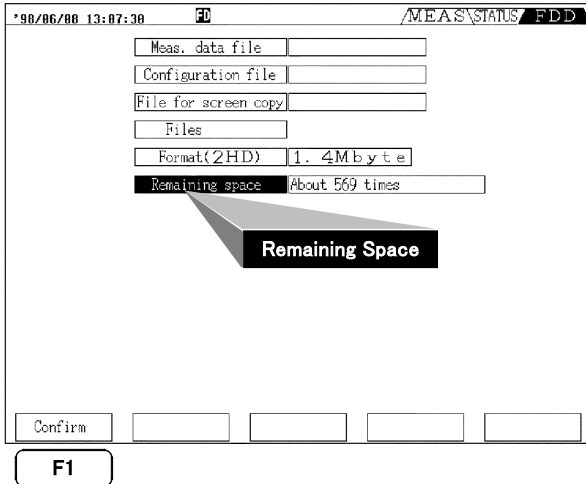 '98/06/08 13:07:30 FD MEAS STATUS FDD
Meas. data file
Configuration file
File for screen copy
Files
Format(2HD) 1. 4Mbyte
Remaining space About 569 times
Remaining Space
Confirm
F1